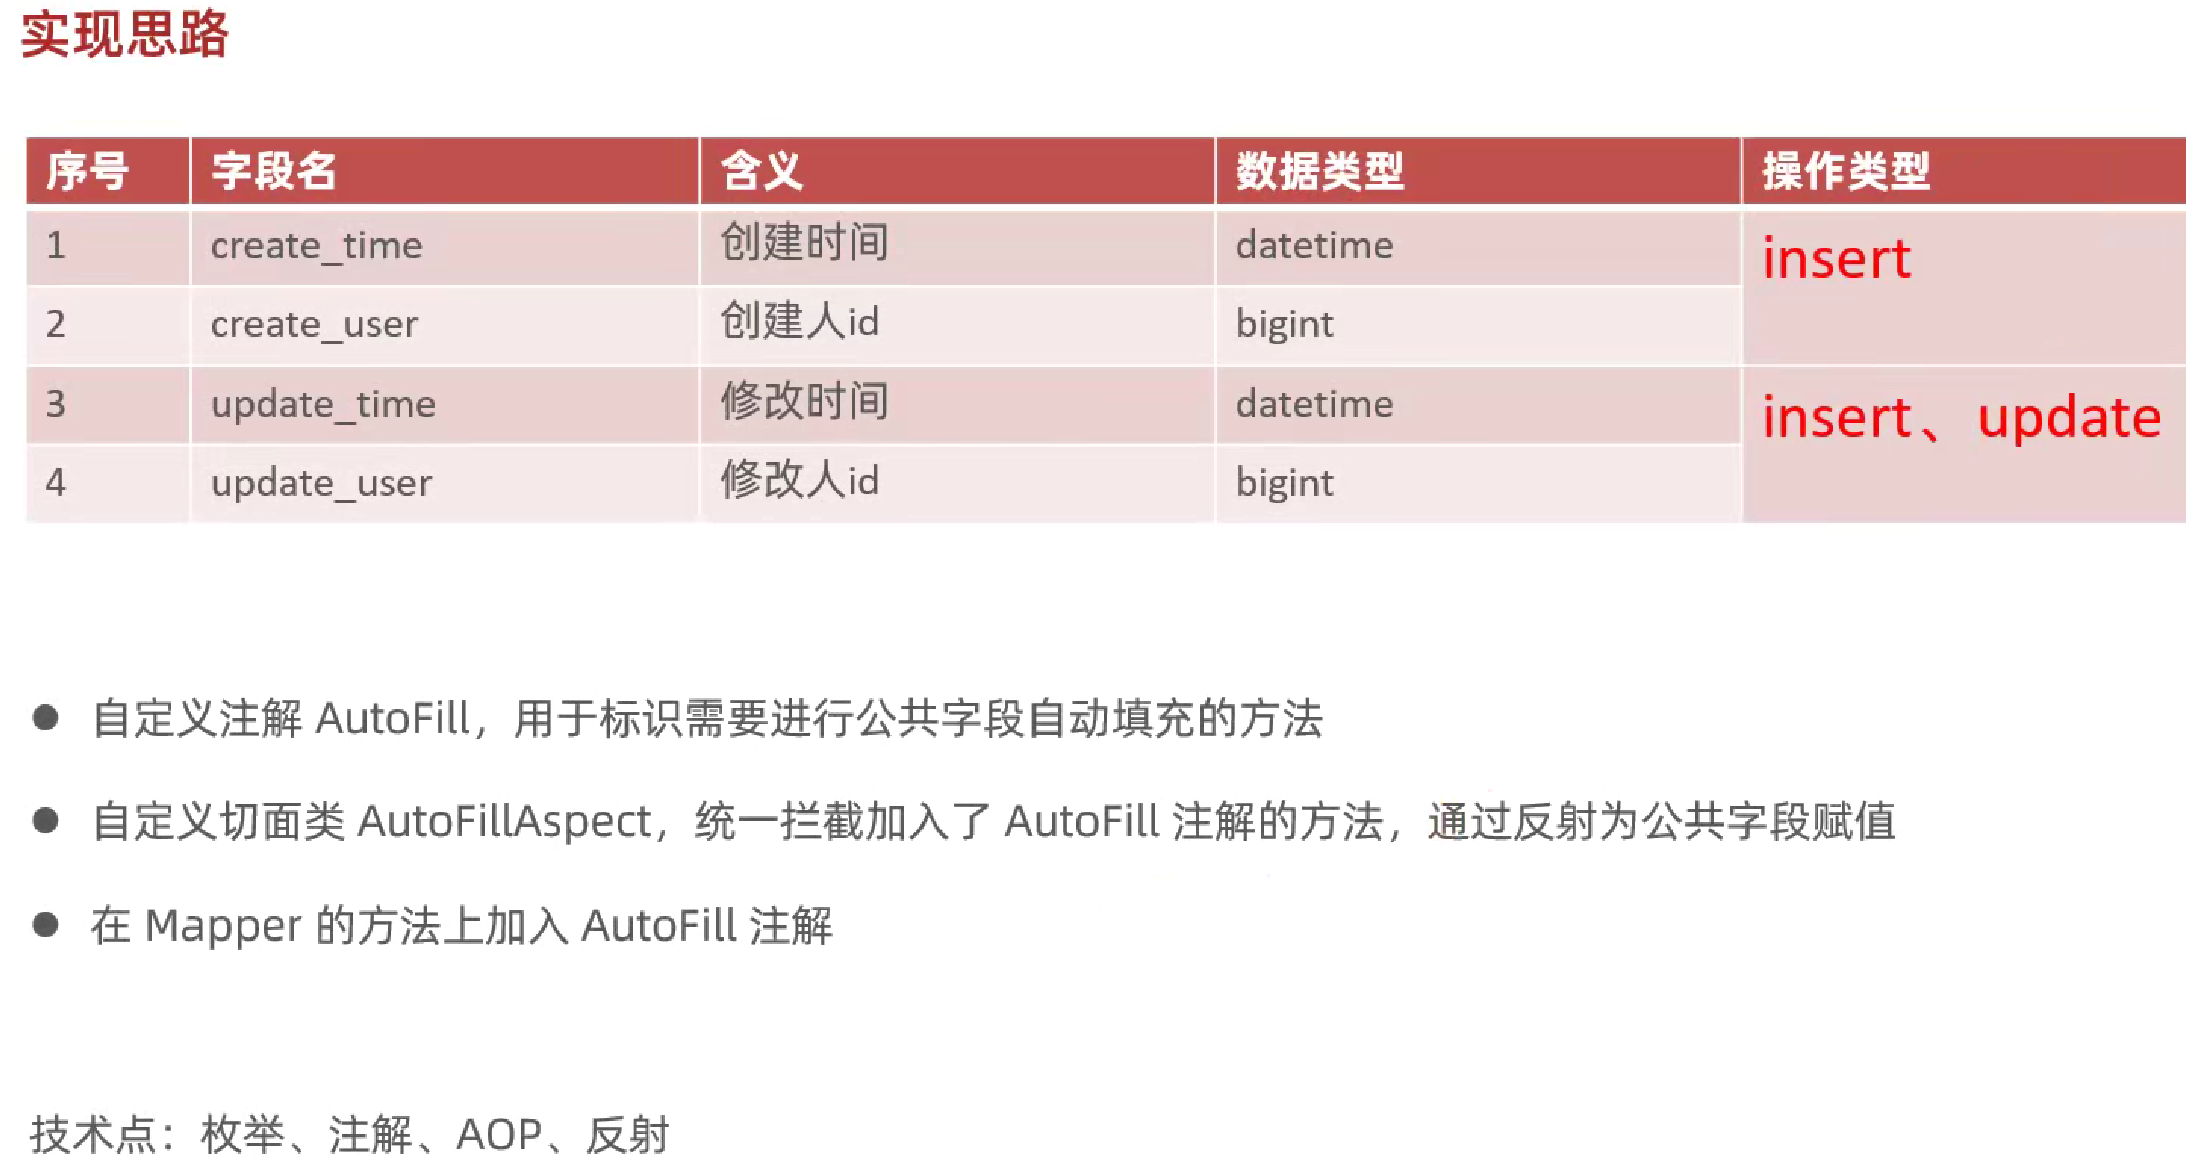 实现思路
序号 字段名 含义 数据类型 操作类型
1 create_time 创建时间 datetime insert
2 create_user 创建人id bigint
3 update_time 修改时间 datetime insert、update
4 update_user 修改人id bigint
● 自定义注解 AutoFill，用于标识需要进行公共字段自动填充的方法
● 自定义切面类 AutoFillAspect，统一拦截加入了 AutoFill 注解的方法，通过反射为公共字段赋值
● 在 Mapper 的方法上加入 AutoFill 注解
技术点：枚举、注解、AOP、反射